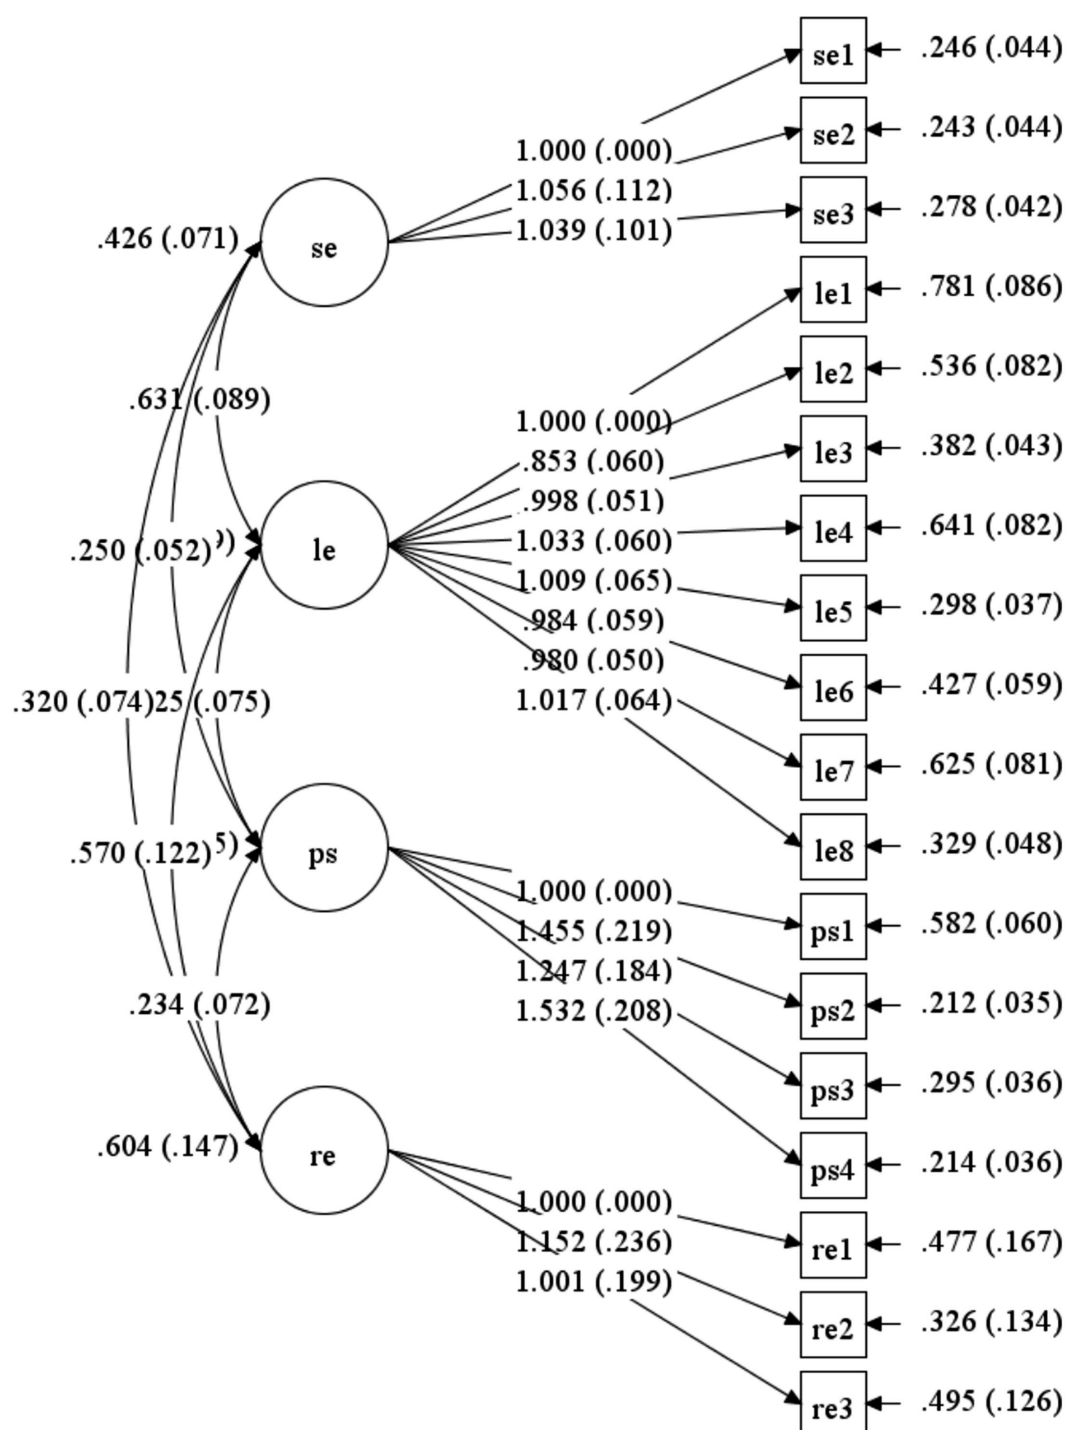 se1 .246 (.044)
se2 .243 (.044)
1.000 (.000)
1.056 (.112)
se3 .278 (.042)
1.039 (.101)
.426 (.071) se
le1 .781 (.086)
le2 .536 (.082)
.631 (.089)
1.000 (.000)
le3 .382 (.043)
.853 (.060)
.998 (.051)
le4 .641 (.082)
1.033 (.060)
.250 (.052) le
1.009 (.065)
le5 .298 (.037)
.984 (.059)
.980 (.050)
le6 .427 (.059)
.320 (.074) 25 (.075)
1.017 (.064)
le7 .625 (.081)
le8 .329 (.048)
.570 (.122) 5) ps
1.000 (.000)
ps1 .582 (.060)
1.455 (.219)
1.247 (.184)
ps2 .212 (.035)
.234 (.072)
1.532 (.208)
ps3 .295 (.036)
ps4 .214 (.036)
.604 (.147) re
1.000 (.000)
re1 .477 (.167)
1.152 (.236)
1.001 (.199)
re2 .326 (.134)
re3 .495 (.126)